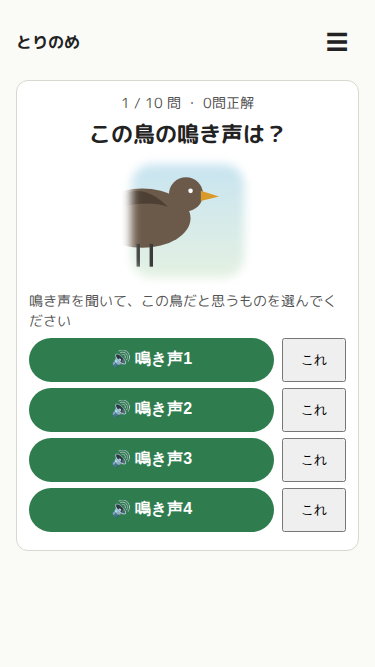 とりのめ
1 / 10 問 ・ 0問正解
この鳥の鳴き声は？
鳴き声を聞いて、この鳥だと思うものを選んでく
ださい
🔊 鳴き声1
これ
🔊 鳴き声2
これ
🔊 鳴き声3
これ
🔊 鳴き声4
これ